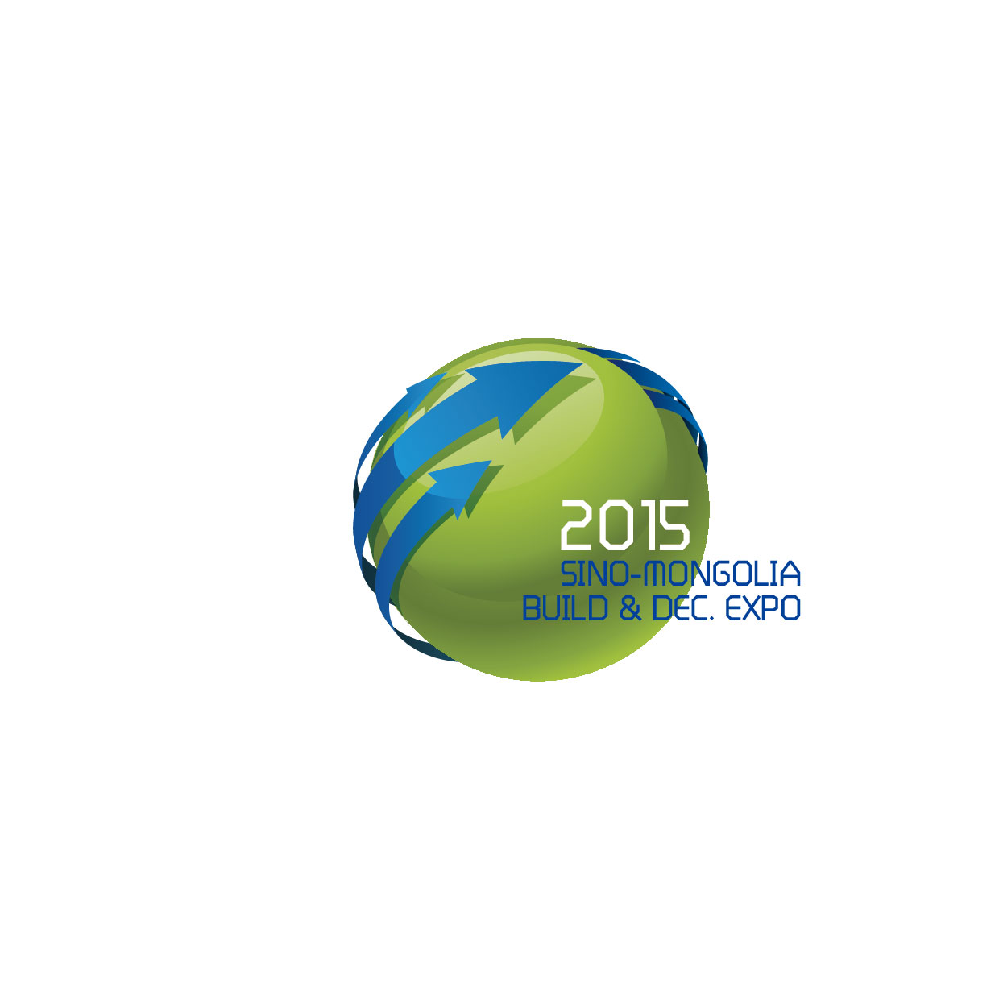 2015
SINO-MONGOLIA
BUILD & DEC. EXPO